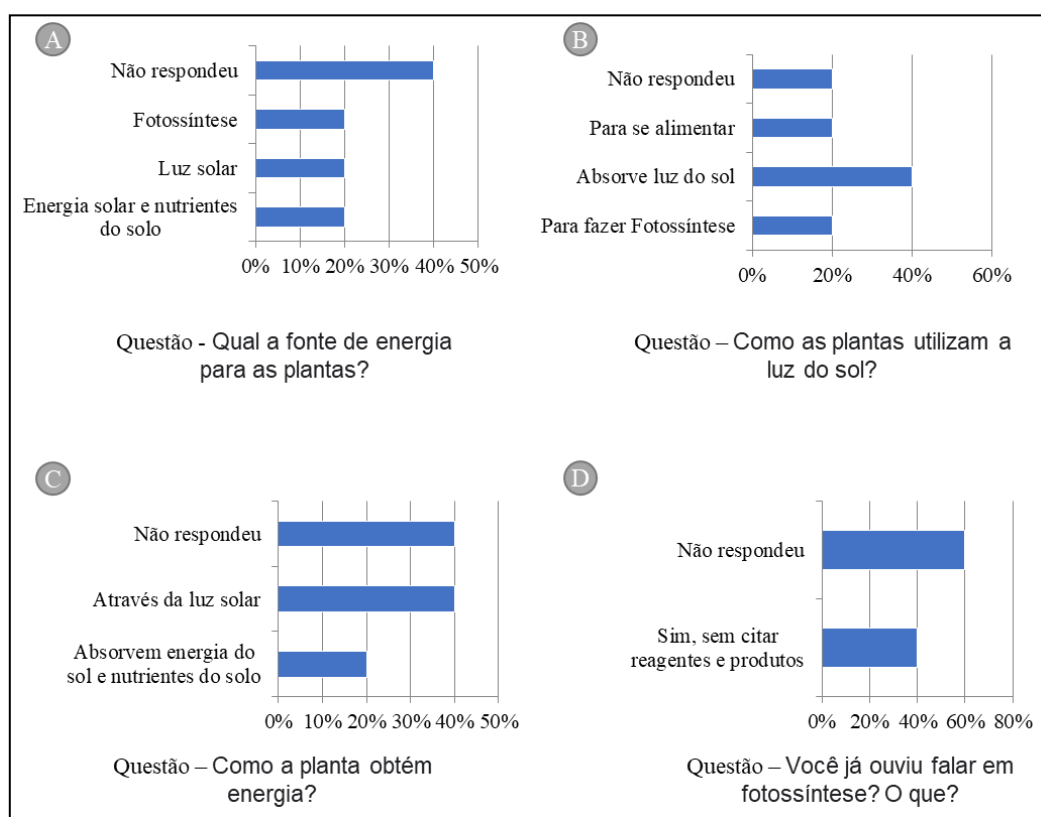 A
Não respondeu
Fotossíntese
Luz solar
Energia solar e nutrientes
do solo
0% 10% 20% 30% 40% 50%
Questão - Qual a fonte de energia
para as plantas?
B
Não respondeu
Para se alimentar
Absorve luz do sol
Para fazer Fotossíntese
0% 20% 40% 60%
Questão – Como as plantas utilizam a
luz do sol?
C
Não respondeu
Através da luz solar
Absorvem energia do
sol e nutrientes do solo
0% 10% 20% 30% 40% 50%
Questão – Como a planta obtém
energia?
D
Não respondeu
Sim, sem citar
reagentes e produtos
0% 20% 40% 60% 80%
Questão – Você já ouviu falar em
fotossíntese? O que?